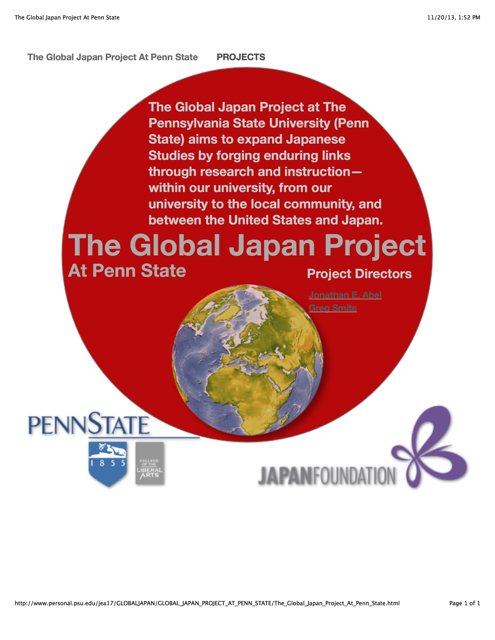 The Global Japan Project At Penn State
11/20/13, 1:52 PM
The Global Japan Project At Penn State
PROJECTS
The Global Japan Project at The
Pennsylvania State University (Penn
State) aims to expand Japanese
Studies by forging enduring links
through research and instruction—
within our university, from our
university to the local community, and
between the United States and Japan.
The Global Japan Project
At Penn State
Project Directors
Jonathan E. Abel
Greg Smits
PENNSTATE
1855
COLLEGE
OF THE
LIBERAL
ARTS
JAPANFOUNDATION
http://www.personal.psu.edu/jea17/GLOBALJAPAN/GLOBAL_JAPAN_PROJECT_AT_PENN_STATE/The_Global_Japan_Project_At_Penn_State.html
Page 1 of 1